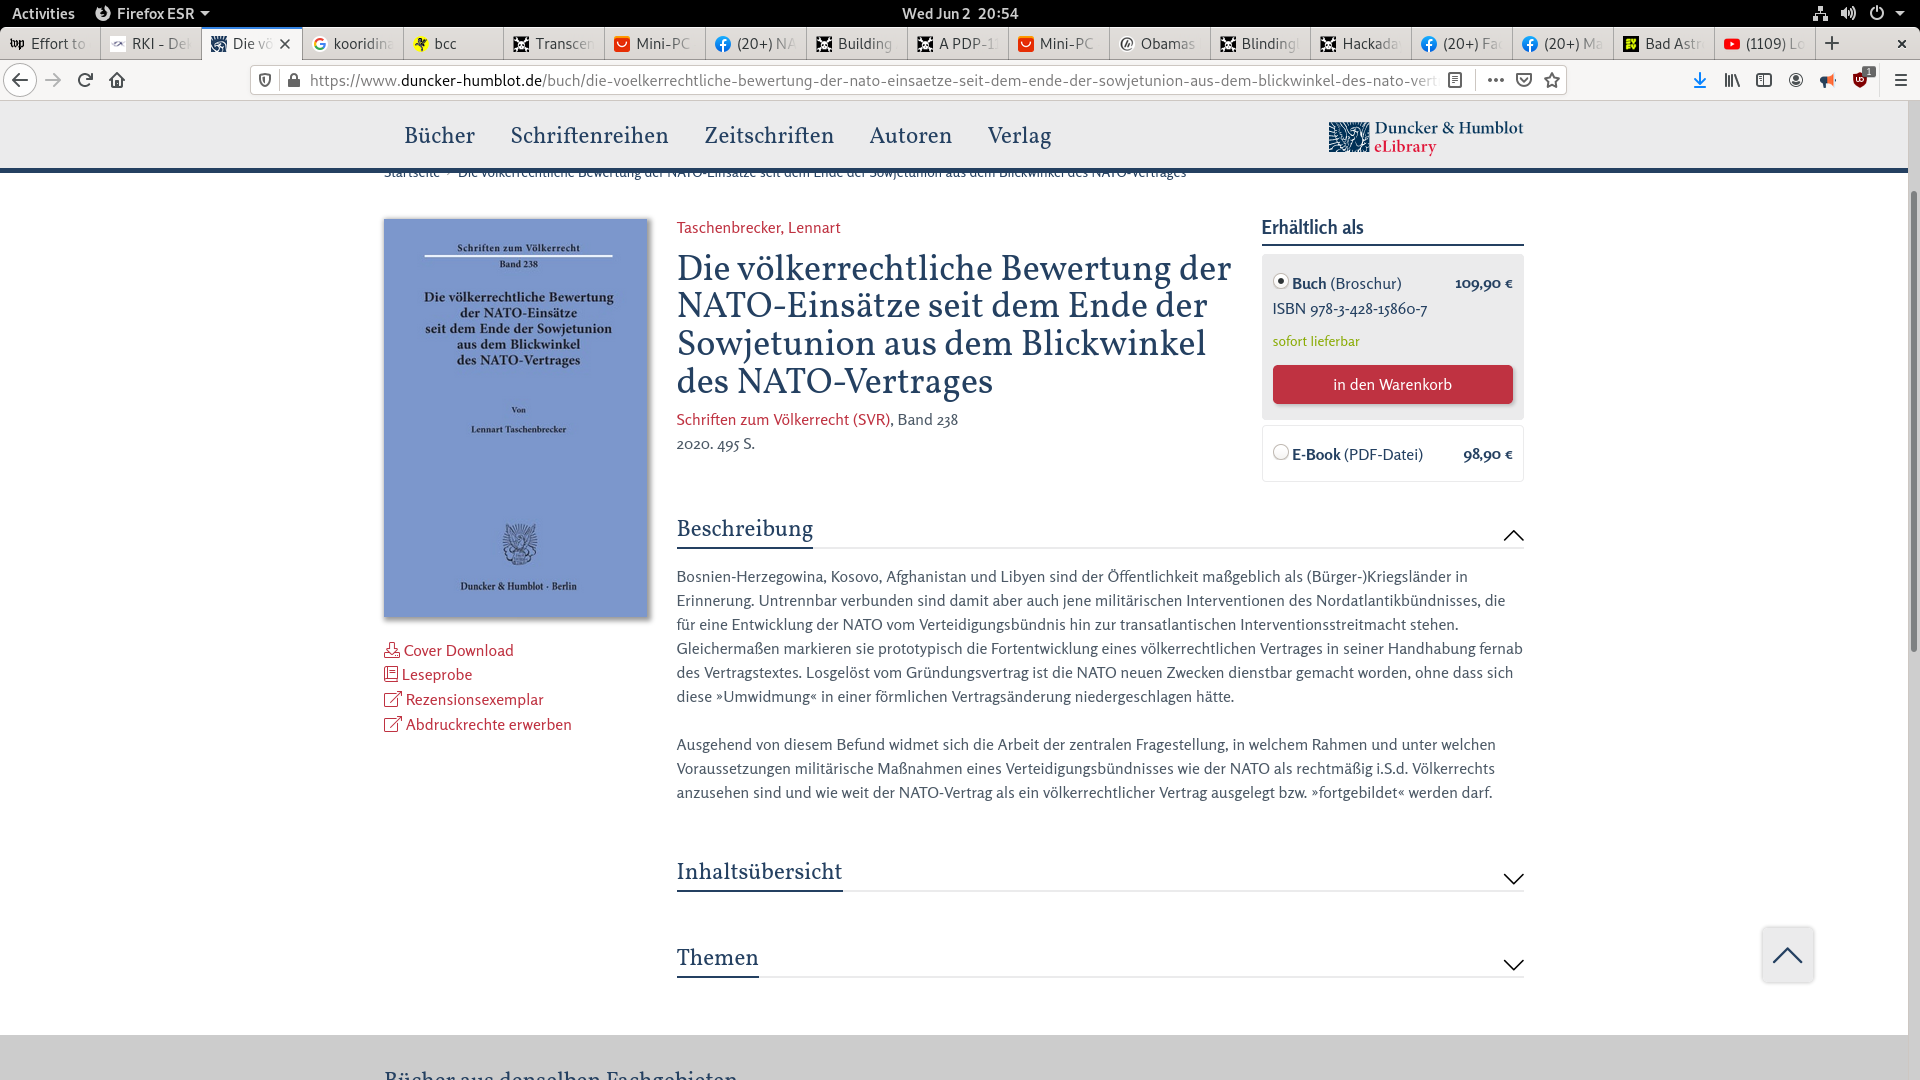 Activities
Firefox ESR
Wed Jun 2 20:54
Effort to
RKI - De
Die vö
kooridina
bcc
Transcen
Mini-PC
(20+) NA
Building
A PDP-1
Mini-PC
Obamas
Blinding
Hackada
(20+) Fa
(20+) Ma
Bad Astr
(1109) Lo
https://www.duncker-humblot.de/buch/die-voelkerrechtliche-bewertung-der-nato-einsaetze-seit-dem-ende-der-sowjetunion-aus-dem-blickwinkel-des-nato-vert
1
Bücher
Schriftenreihen
Zeitschriften
Autoren
Verlag
Duncker & Humblot
eLibrary
Startseite
Die völkerrechtliche Bewertung der NATO-Einsätze seit dem Ende der Sowjetunion aus dem Blickwinkel des NATO-Vertrages
Schriften zum Völkerrecht
Band 238
Die völkerrechtliche Bewertung
der NATO-Einsätze
seit dem Ende der Sowjetunion
aus dem Blickwinkel
des NATO-Vertrages
Von
Lennart Taschenbrecker
Duncker & Humblot · Berlin
Cover Download
Leseprobe
Rezensionsexemplar
Abdruckrechte erwerben
Taschenbrecker, Lennart
Die völkerrechtliche Bewertung der
NATO-Einsätze seit dem Ende der
Sowjetunion aus dem Blickwinkel
des NATO-Vertrages
Schriften zum Völkerrecht (SVR), Band 238
2020. 495 S.
Erhältlich als
Buch (Broschur) 109,90 €
ISBN 978-3-428-15860-7
sofort lieferbar
in den Warenkorb
E-Book (PDF-Datei) 98,90 €
Beschreibung
Bosnien-Herzegowina, Kosovo, Afghanistan und Libyen sind der Öffentlichkeit maßgeblich als (Bürger-)Kriegsländer in
Erinnerung. Untrennbar verbunden sind damit aber auch jene militärischen Interventionen des Nordatlantikbündnisses, die
für eine Entwicklung der NATO vom Verteidigungsbündnis hin zur transatlantischen Interventionsstreitmacht stehen.
Gleichermaßen markieren sie prototypisch die Fortentwicklung eines völkerrechtlichen Vertrages in seiner Handhabung fernab
des Vertragstextes. Losgelöst vom Gründungsvertrag ist die NATO neuen Zwecken dienstbar gemacht worden, ohne dass sich
diese »Umwidmung« in einer förmlichen Vertragsänderung niedergeschlagen hätte.
Ausgehend von diesem Befund widmet sich die Arbeit der zentralen Fragestellung, in welchem Rahmen und unter welchen
Voraussetzungen militärische Maßnahmen eines Verteidigungsbündnisses wie der NATO als rechtmäßig i.S.d. Völkerrechts
anzusehen sind und wie weit der NATO-Vertrag als ein völkerrechtlicher Vertrag ausgelegt bzw. »fortgebildet« werden darf.
Inhaltsübersicht
Themen
Bücher aus denselben Fachgebieten